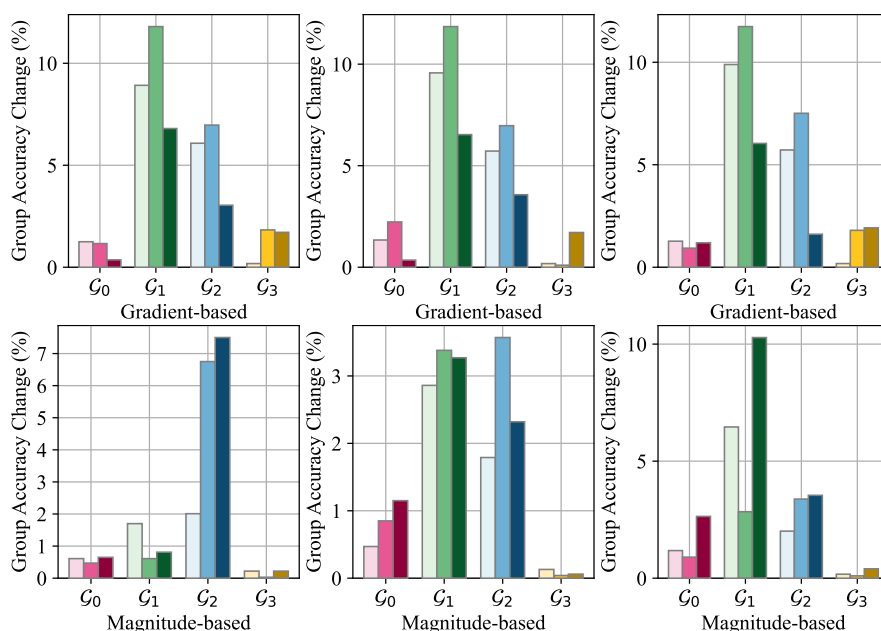 Group Accuracy Change (%)
10
5
0
𝒢0 𝒢1 𝒢2 𝒢3
Gradient-based
Group Accuracy Change (%)
10
5
0
𝒢0 𝒢1 𝒢2 𝒢3
Gradient-based
Group Accuracy Change (%)
10
5
0
𝒢0 𝒢1 𝒢2 𝒢3
Gradient-based
Group Accuracy Change (%)
7
6
5
4
3
2
1
0
𝒢0 𝒢1 𝒢2 𝒢3
Magnitude-based
Group Accuracy Change (%)
3
2
1
0
𝒢0 𝒢1 𝒢2 𝒢3
Magnitude-based
Group Accuracy Change (%)
10
5
0
𝒢0 𝒢1 𝒢2 𝒢3
Magnitude-based